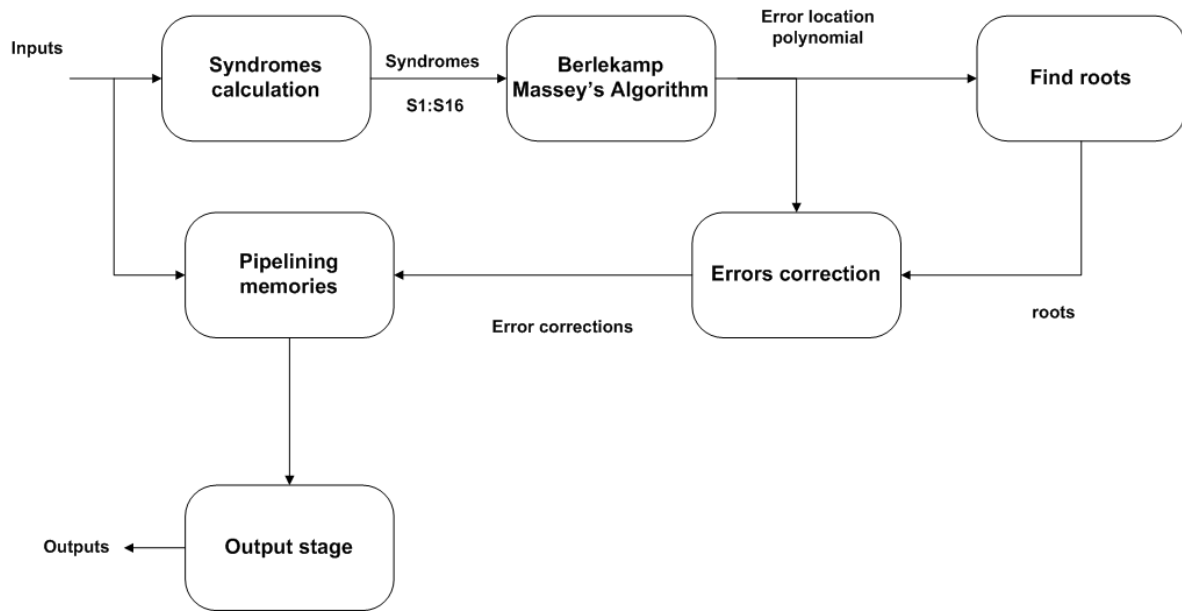 Error location
polynomial
Inputs
Syndromes
calculation
Syndromes
S1:S16
Berlekamp
Massey's Algorithm
Find roots
Pipelining
memories
Errors correction
Error corrections
roots
Output stage
Outputs